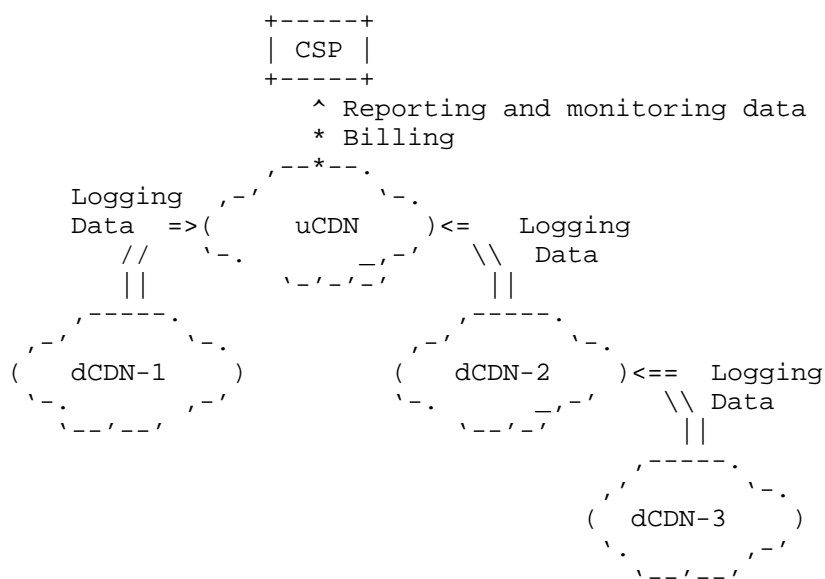 CSP
^ Reporting and monitoring data
* Billing
Logging
Data =>( uCDN )<= Logging
Data
dCDN-1
dCDN-2 )<== Logging
Data
dCDN-3